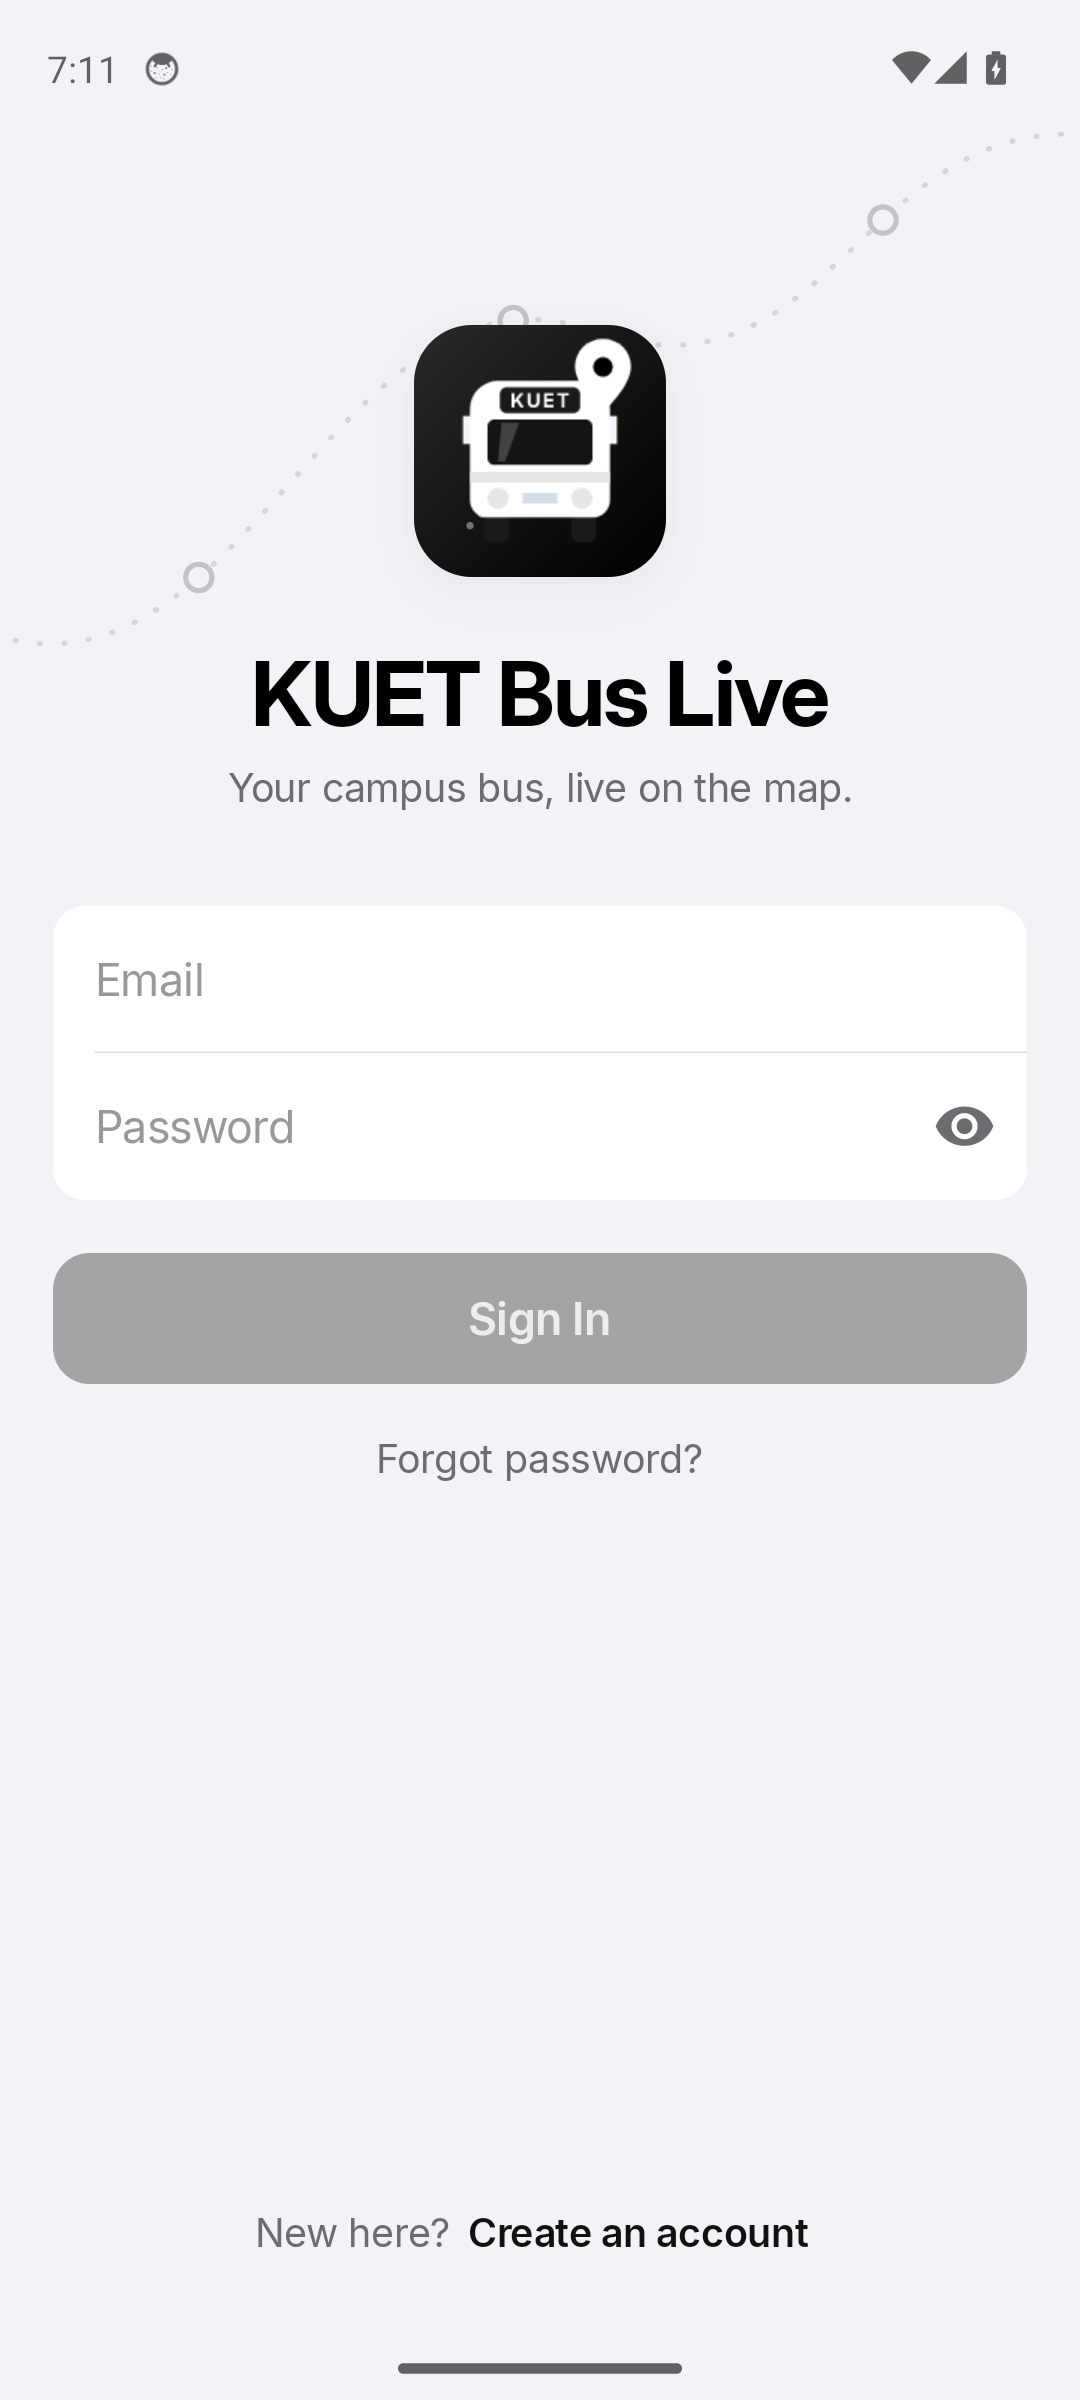 7:11
KUET
KUET Bus Live
Your campus bus, live on the map.
Email
Password
Sign In
Forgot password?
New here? Create an account